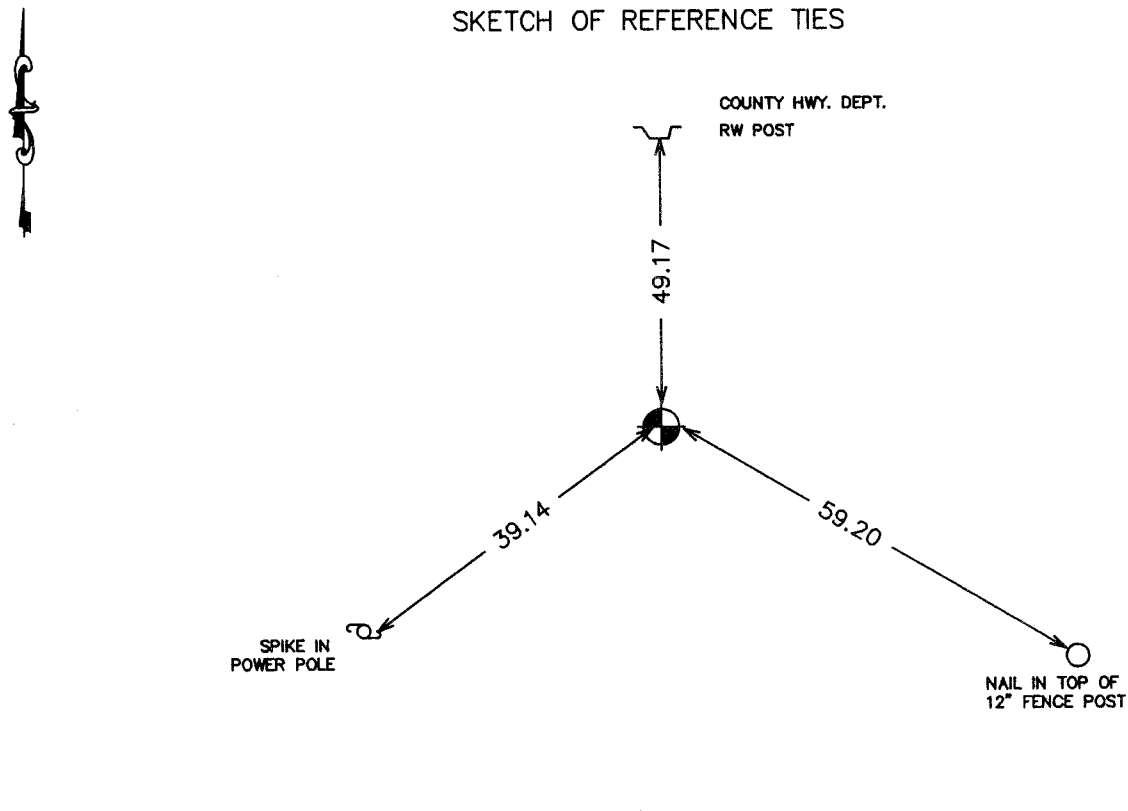 SKETCH OF REFERENCE TIES
COUNTY HWY. DEPT.
RW POST
49.17
39.14
59.20
SPIKE IN
POWER POLE
NAIL IN TOP OF
12" FENCE POST